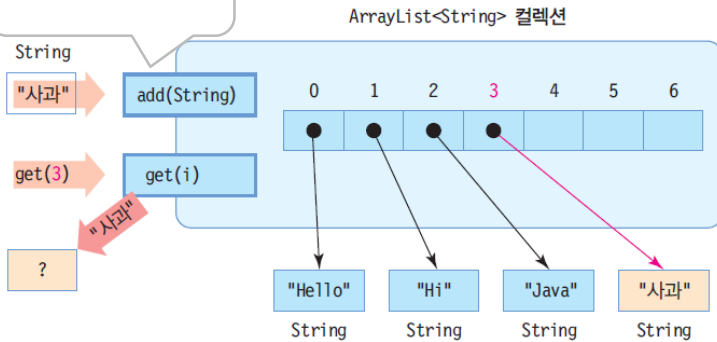 ArrayList<String> 컬렉션
String
"사과"
add(String)
0 1 2 3 4 5 6
get(3)
get(i)
"사과"
?
"Hello" "Hi" "Java" "사과"
String String String String